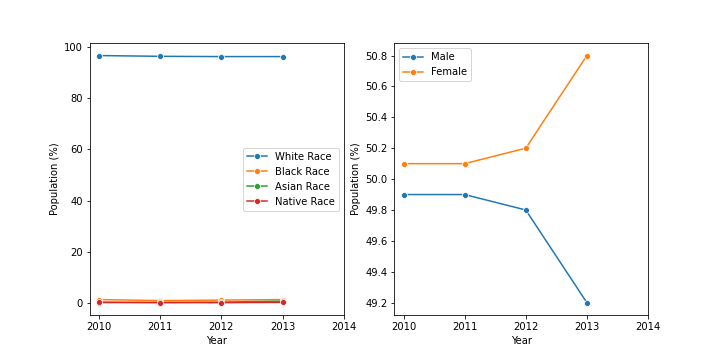 100
80
60
40
20
0
Population (%)
White Race
Black Race
Asian Race
Native Race
2010 2011 2012 2013 2014
Year
50.8
50.6
50.4
50.2
50.0
49.8
49.6
49.4
49.2
Population (%)
Male
Female
2010 2011 2012 2013 2014
Year